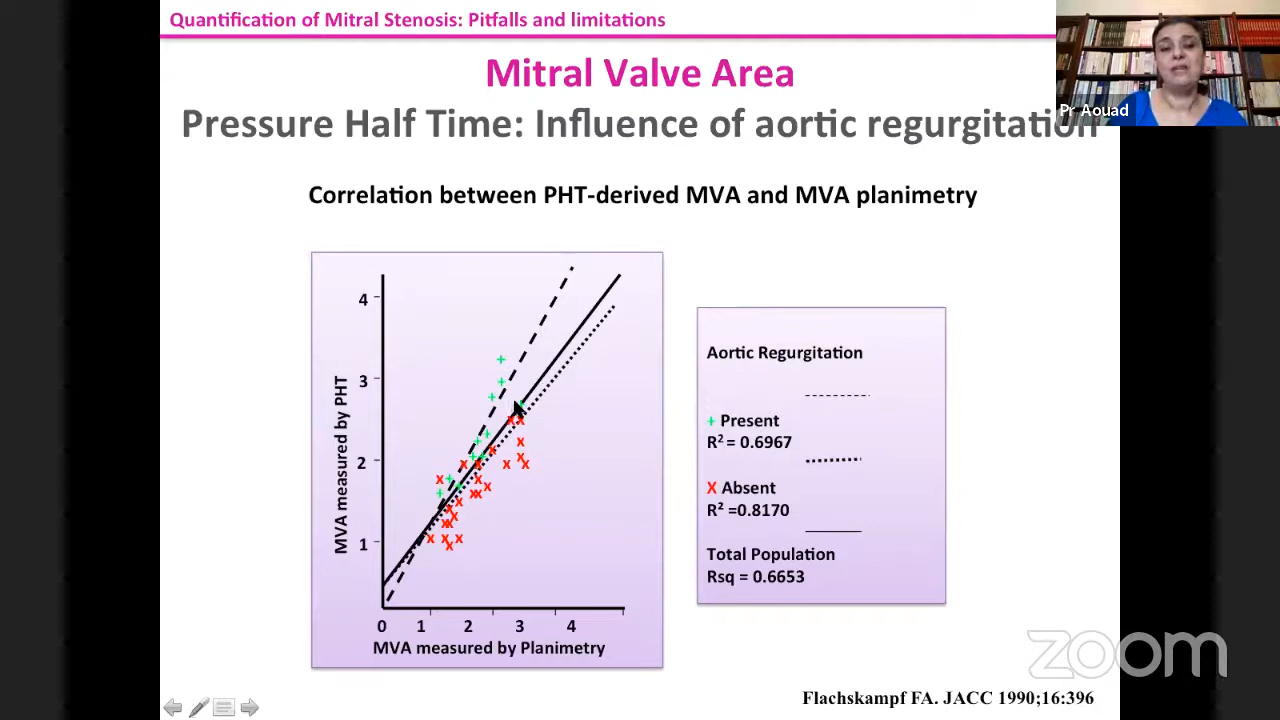 Quantification of Mitral Stenosis: Pitfalls and limitations
Mitral Valve Area
Pressure Half Time: Influence of aortic regurgitation
Pr Aouad
Correlation between PHT-derived MVA and MVA planimetry
MVA measured by PHT
4
3
2
1
0 1 2 3 4
MVA measured by Planimetry
Aortic Regurgitation
+ Present
R² = 0.6967
X Absent
R² =0.8170
Total Population
Rsq = 0.6653
zoom
Flachskampf FA. JACC 1990;16:396